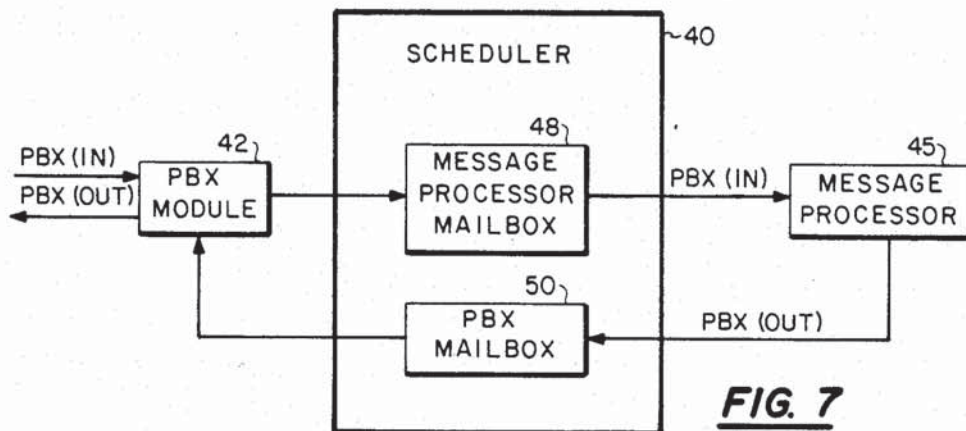 SCHEDULER
40
PBX (IN)
PBX (OUT)
42
PBX
MODULE
48
MESSAGE
PROCESSOR
MAILBOX
PBX (IN)
45
MESSAGE
PROCESSOR
50
PBX
MAILBOX
PBX (OUT)
FIG. 7